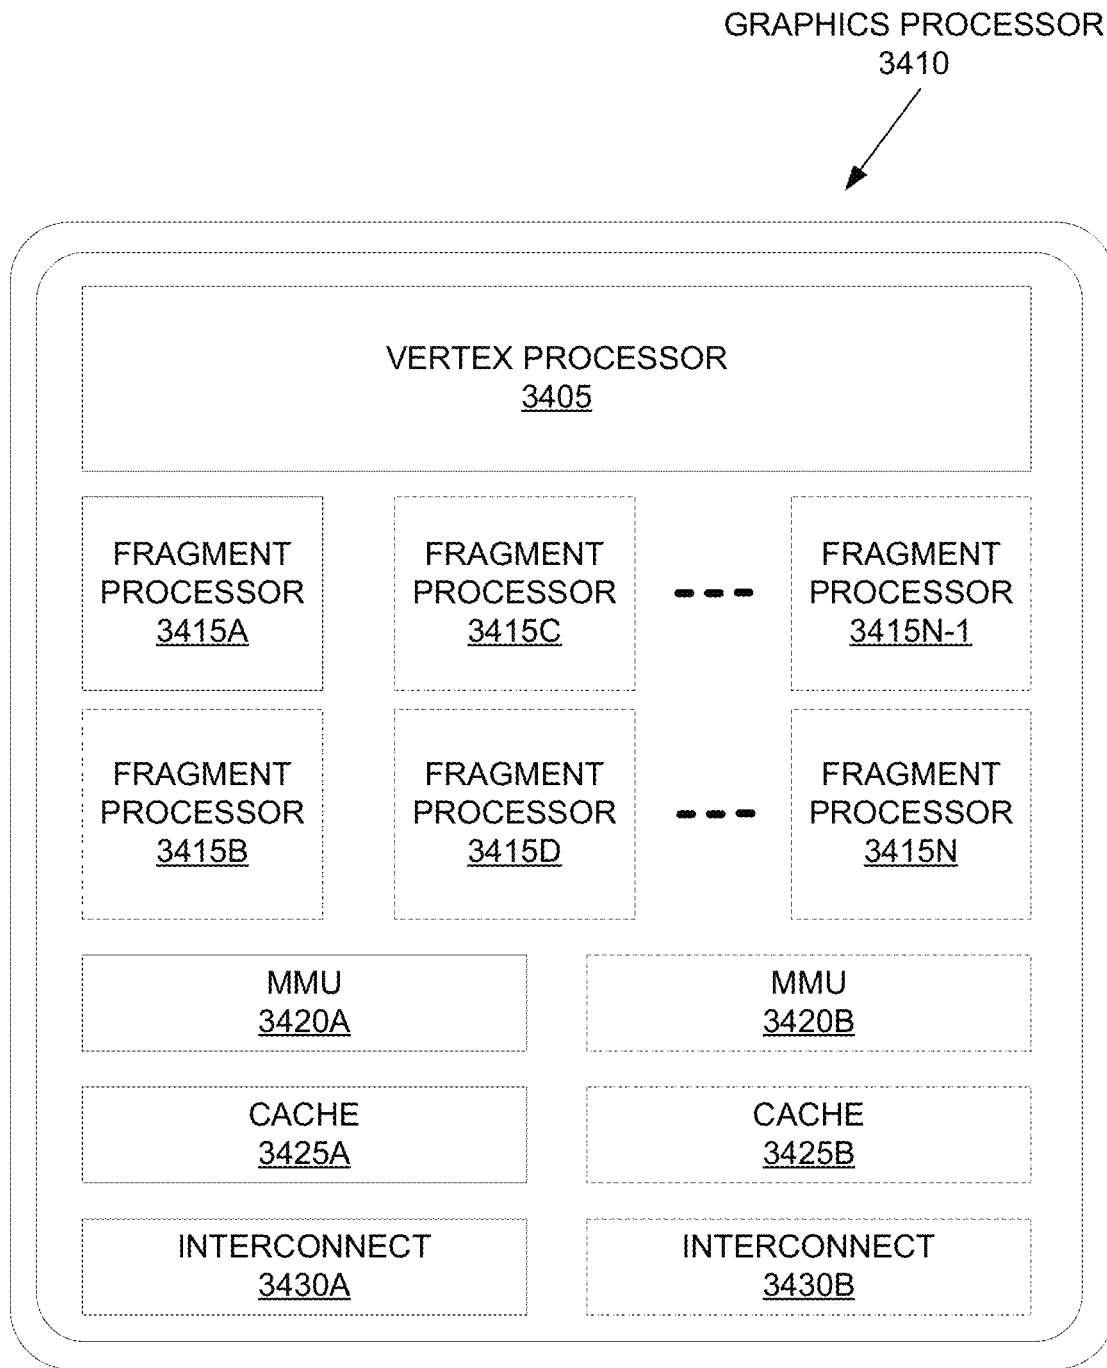 GRAPHICS PROCESSOR
3410
VERTEX PROCESSOR
3405
FRAGMENT
PROCESSOR
3415A
FRAGMENT
PROCESSOR
3415C
FRAGMENT
PROCESSOR
3415N-1
FRAGMENT
PROCESSOR
3415B
FRAGMENT
PROCESSOR
3415D
FRAGMENT
PROCESSOR
3415N
MMU
3420A
MMU
3420B
CACHE
3425A
CACHE
3425B
INTERCONNECT
3430A
INTERCONNECT
3430B